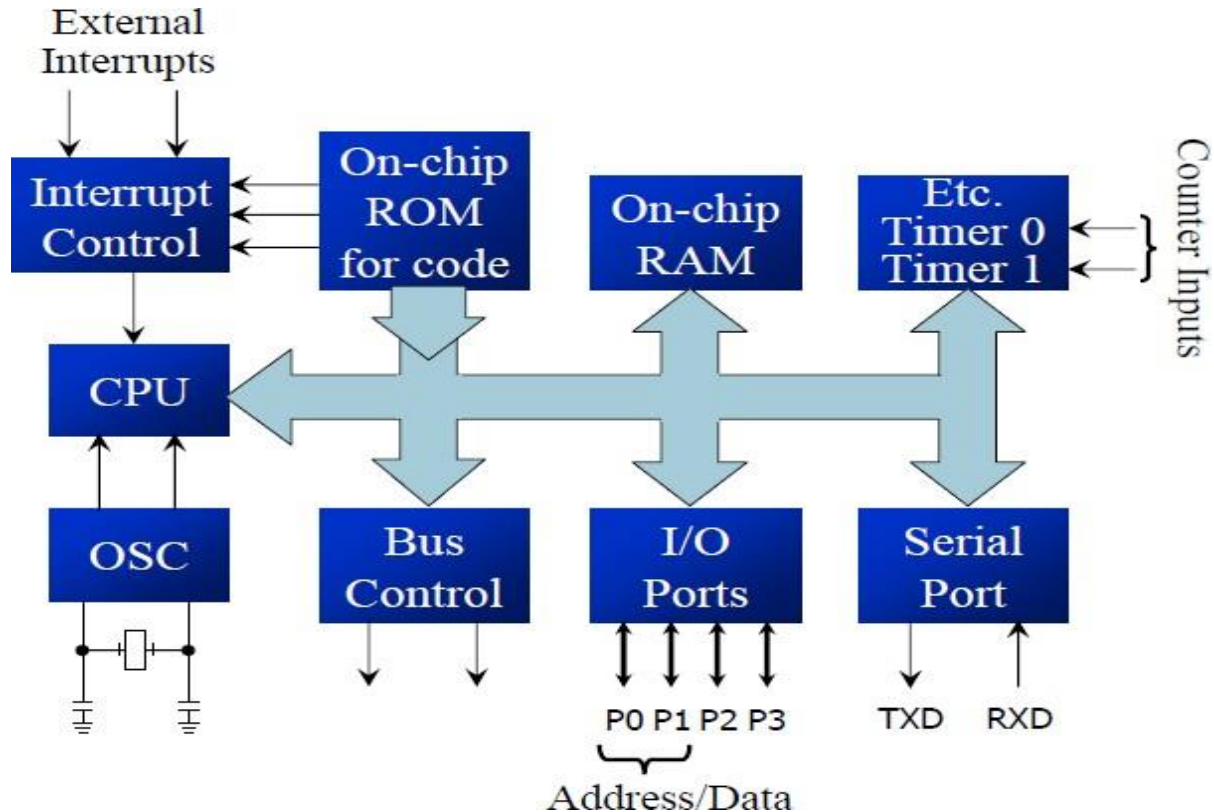 External
Interrupts
Interrupt
Control
On-chip
ROM
for code
On-chip
RAM
Etc.
Timer 0
Timer 1
Counter Inputs
CPU
OSC
Bus
Control
I/O
Ports
Serial
Port
P0 P1 P2 P3
TXD RXD
Address/Data